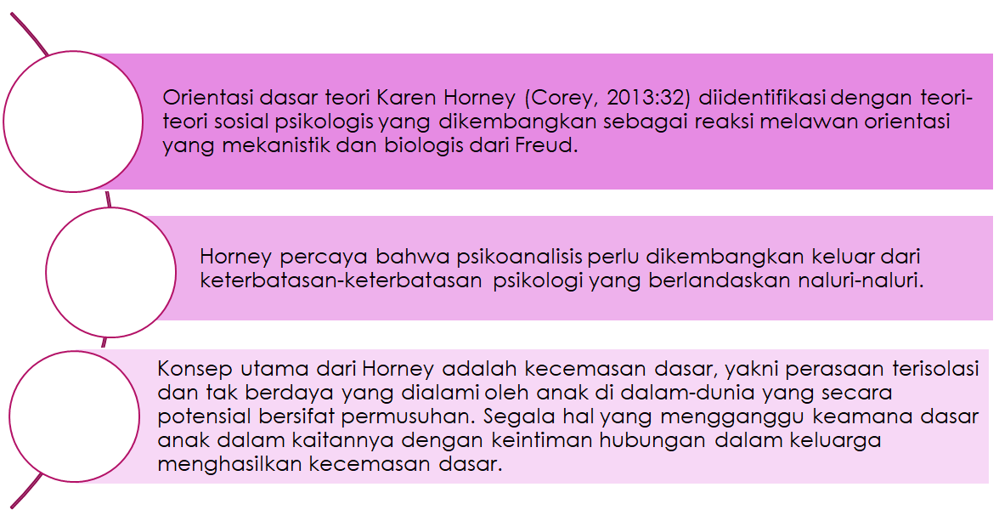 Orientasi dasar teori Karen Horney (Corey, 2013:32) diidentifikasi dengan teori-
teori sosial psikologis yang dikembangkan sebagai reaksi melawan orientasi
yang mekanistik dan biologis dari Freud.
Horney percaya bahwa psikoanalisis perlu dikembangkan keluar dari
keterbatasan-keterbatasan psikologi yang berlandaskan naluri-naluri.
Konsep utama dari Horney adalah kecemasan dasar, yakni perasaan terisolasi
dan tak berdaya yang dialami oleh anak di dalam-dunia yang secara
potensial bersifat permusuhan. Segala hal yang mengganggu keamana dasar
anak dalam kaitannya dengan keintiman hubungan dalam keluarga
menghasilkan kecemasan dasar.